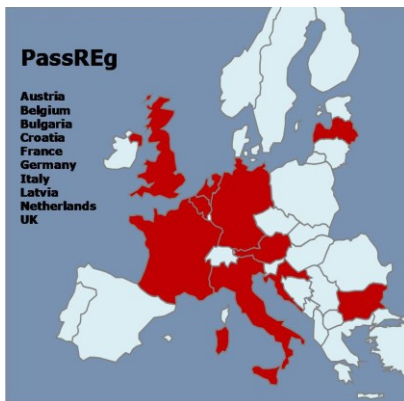 PassREg
Austria
Belgium
Bulgaria
Croatia
France
Germany
Italy
Latvia
Netherlands
UK